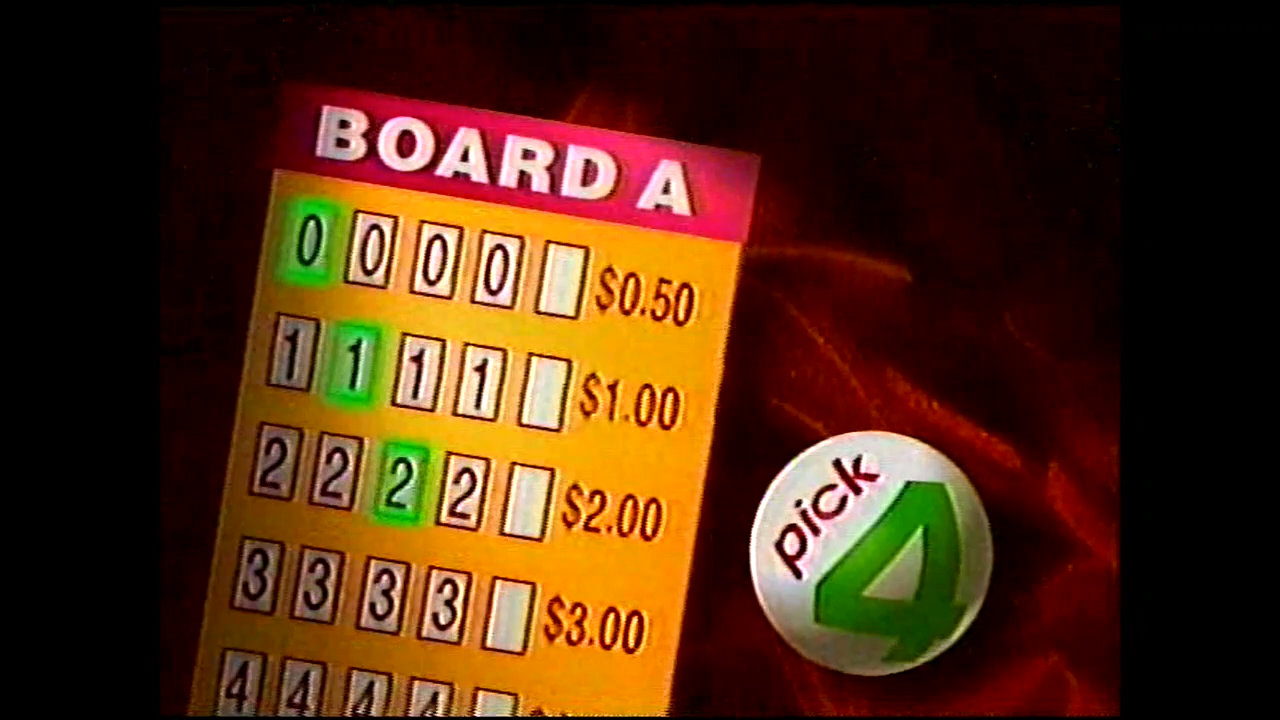 BOARD A
0 0 0 0 $0.50
1 1 1 1 $1.00
2 2 2 2 $2.00
3 3 3 3 $3.00
4 4 4 4
pick
4